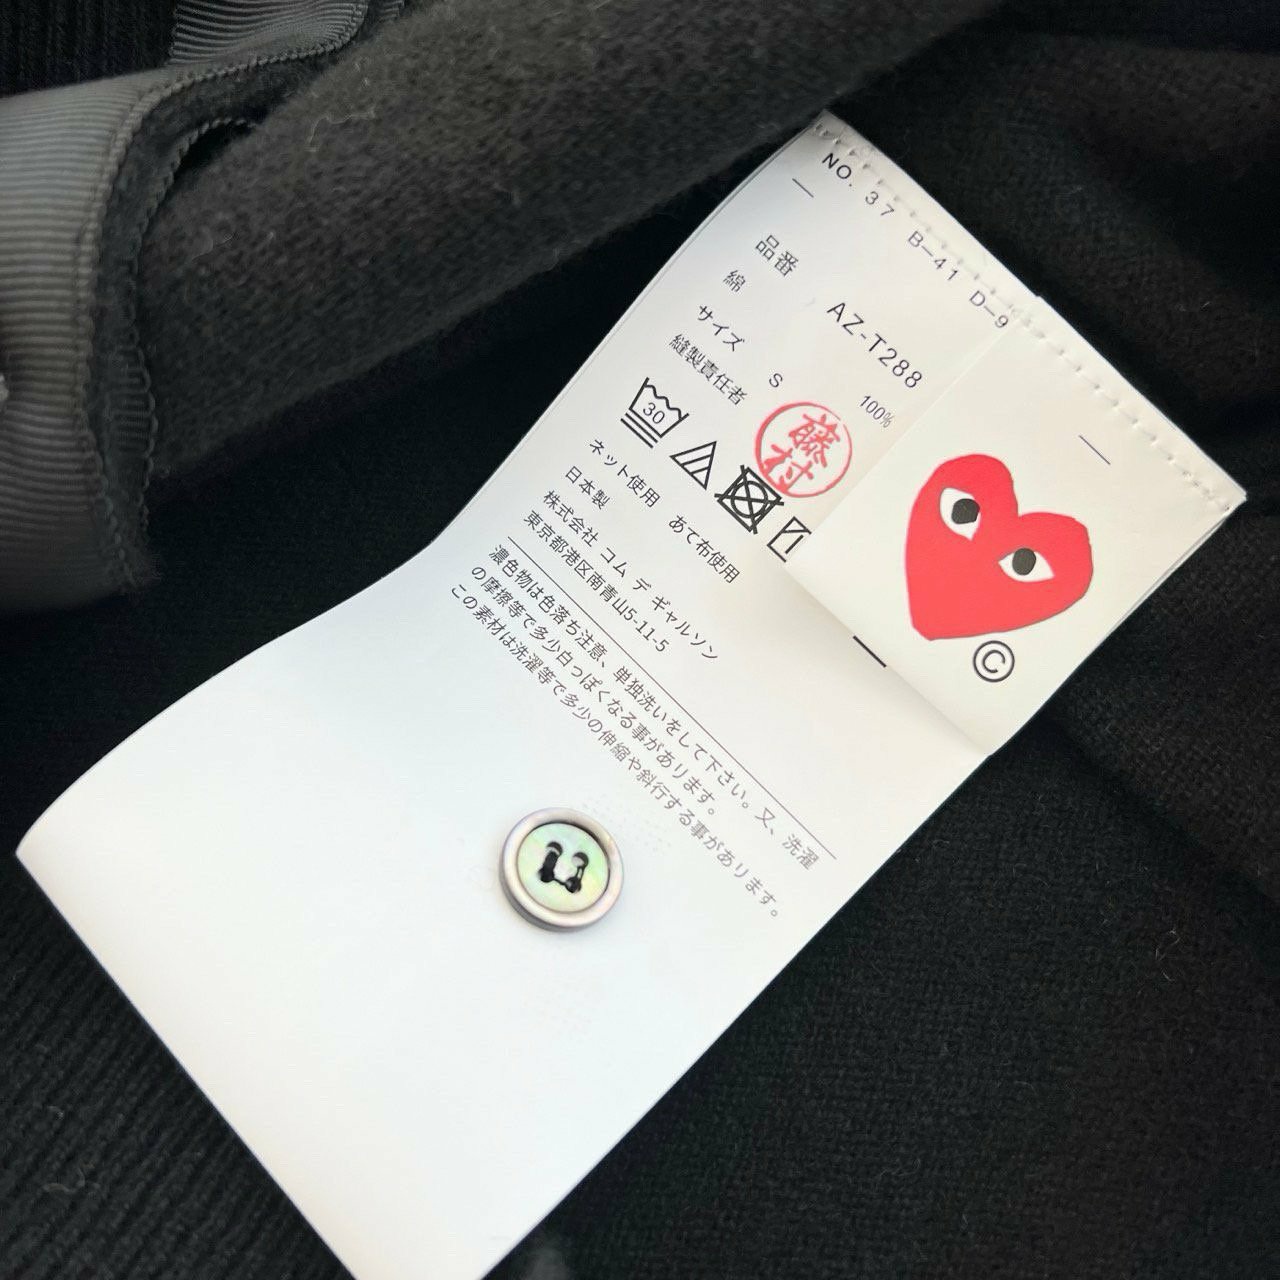 NO. 37 B-41 D-9
品番 AZ-T288
綿 100%
サイズ S
縫製責任者
藤村
30
ネット使用 あて布使用
日本製
株式会社 コム デ ギャルソン
東京都港区南青山5-11-5
濃色物は色落ち注意、単独洗いをして下さい。又、洗濯
の摩擦等で多少白っぽくなる事があります。
この素材は洗濯等で多少の伸縮や斜行する事があります。
©